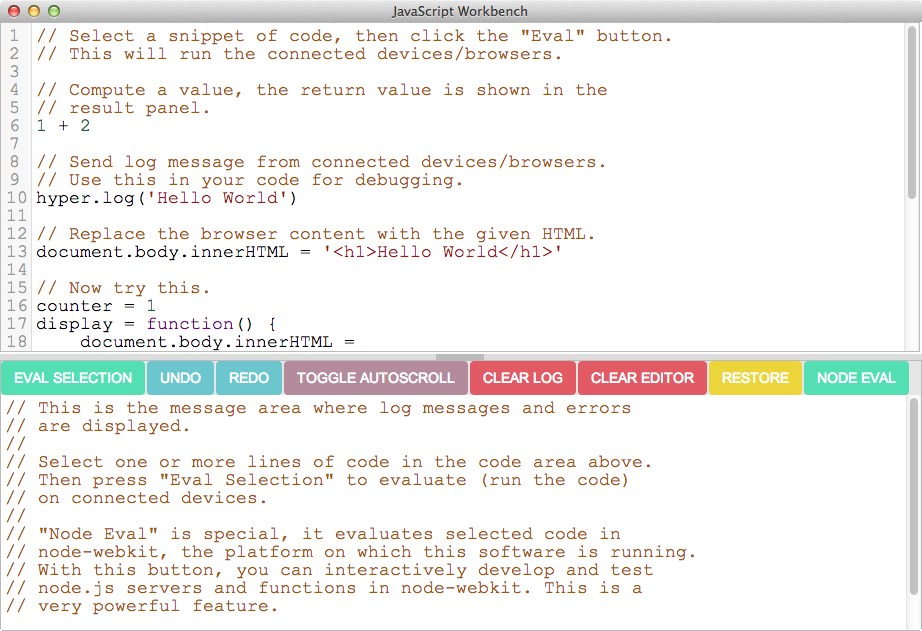 JavaScript Workbench
1 // Select a snippet of code, then click the "Eval" button.
2 // This will run the connected devices/browsers.
3
4 // Compute a value, the return value is shown in the
5 // result panel.
6 1 + 2
7
8 // Send log message from connected devices/browsers.
9 // Use this in your code for debugging.
10 hyper.log('Hello World')
11
12 // Replace the browser content with the given HTML.
13 document.body.innerHTML = '<h1>Hello World</h1>'
14
15 // Now try this.
16 counter = 1
17 display = function() {
18     document.body.innerHTML =
EVAL SELECTION UNDO REDO TOGGLE AUTOSCROLL CLEAR LOG CLEAR EDITOR RESTORE NODE EVAL
// This is the message area where log messages and errors
// are displayed.
//
// Select one or more lines of code in the code area above.
// Then press "Eval Selection" to evaluate (run the code)
// on connected devices.
//
// "Node Eval" is special, it evaluates selected code in
// node-webkit, the platform on which this software is running.
// With this button, you can interactively develop and test
// node.js servers and functions in node-webkit. This is a
// very powerful feature.